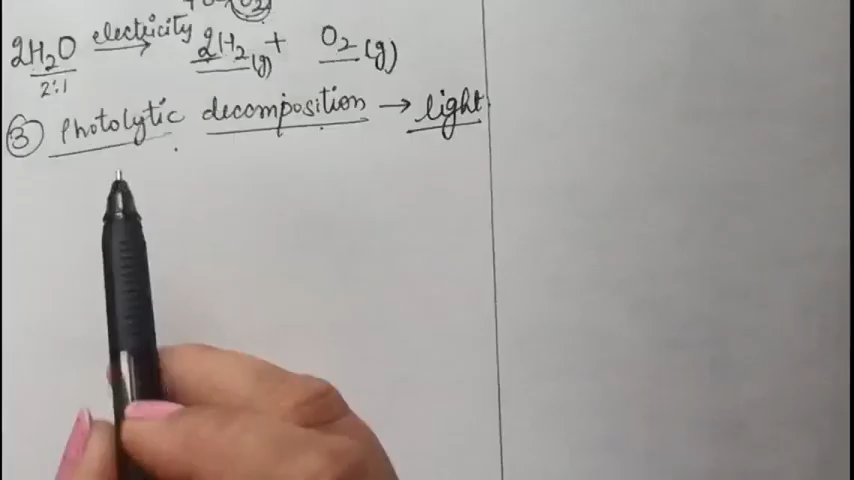 2H₂O electricity → 2H₂(g) + O₂(g)
2:1
③ Photolytic decomposition → light